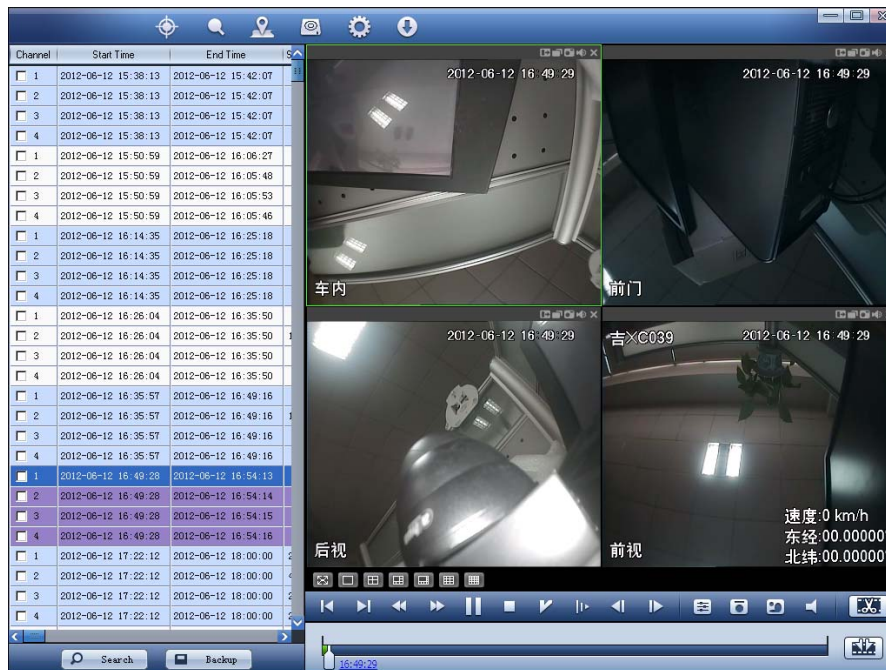 Channel Start Time End Time S
1 2012-06-12 15:38:13 2012-06-12 15:42:07
2 2012-06-12 15:38:13 2012-06-12 15:42:07
3 2012-06-12 15:38:13 2012-06-12 15:42:07
4 2012-06-12 15:38:13 2012-06-12 15:42:07
1 2012-06-12 15:50:59 2012-06-12 16:06:27
2 2012-06-12 15:50:59 2012-06-12 16:05:48
3 2012-06-12 15:50:59 2012-06-12 16:05:53
4 2012-06-12 15:50:59 2012-06-12 16:05:46
1 2012-06-12 16:14:35 2012-06-12 16:25:18
2 2012-06-12 16:14:35 2012-06-12 16:25:18
3 2012-06-12 16:14:35 2012-06-12 16:25:18
4 2012-06-12 16:14:35 2012-06-12 16:25:18
1 2012-06-12 16:26:04 2012-06-12 16:35:50
2 2012-06-12 16:26:04 2012-06-12 16:35:50 1
3 2012-06-12 16:26:04 2012-06-12 16:35:50
4 2012-06-12 16:26:04 2012-06-12 16:35:50
1 2012-06-12 16:35:57 2012-06-12 16:49:16
2 2012-06-12 16:35:57 2012-06-12 16:49:16 1
3 2012-06-12 16:35:57 2012-06-12 16:49:16
4 2012-06-12 16:35:57 2012-06-12 16:49:16
1 2012-06-12 16:49:28 2012-06-12 16:54:13
2 2012-06-12 16:49:28 2012-06-12 16:54:14
3 2012-06-12 16:49:28 2012-06-12 16:54:15
4 2012-06-12 16:49:28 2012-06-12 16:54:16
1 2012-06-12 17:22:12 2012-06-12 18:00:00 2
2 2012-06-12 17:22:12 2012-06-12 18:00:00
3 2012-06-12 17:22:12 2012-06-12 18:00:00 2
4 2012-06-12 17:22:12 2012-06-12 18:00:00 2
Search Backup
2012-06-12 16:49:29
车内
2012-06-12 16:49:29
前门
2012-06-12 16:49:29
后视
吉XC039 2012-06-12 16:49:29
速度:0 km/h
东经:00.00000
北纬:00.00000
前视
16:49:29